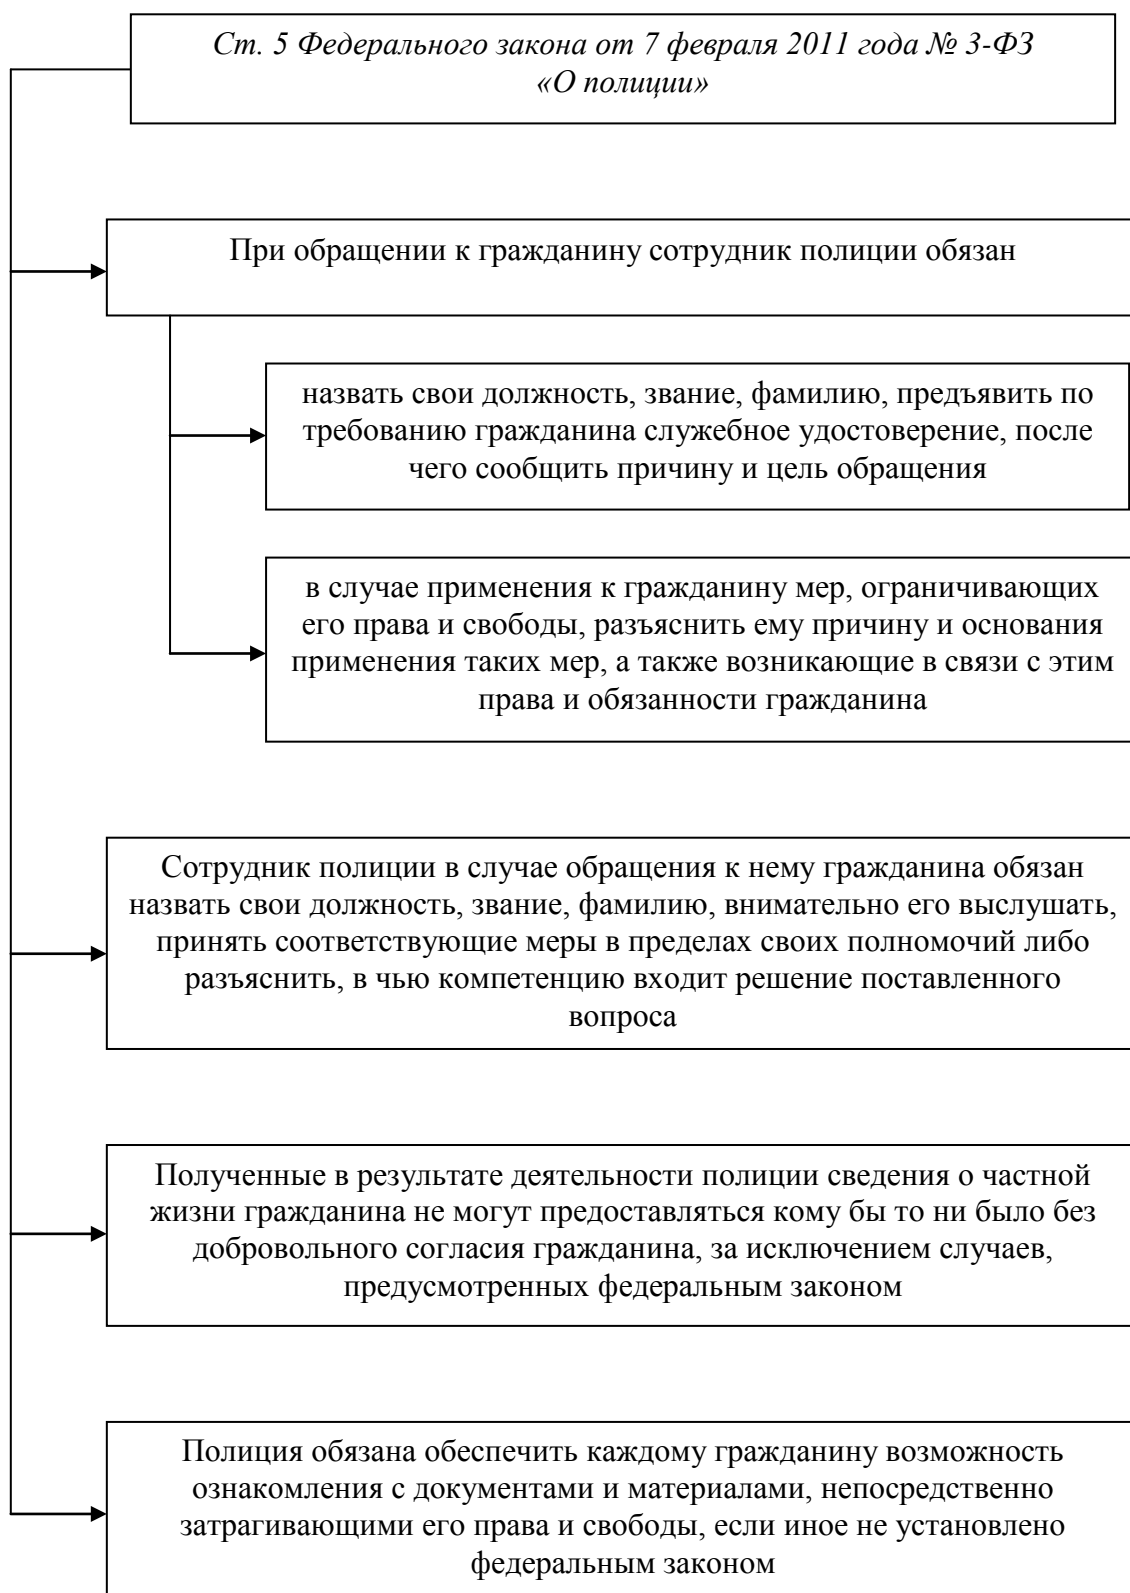 Ст. 5 Федерального закона от 7 февраля 2011 года № 3-ФЗ
«О полиции»
При обращении к гражданину сотрудник полиции обязан
назвать свои должность, звание, фамилию, предъявить по
требованию гражданина служебное удостоверение, после
чего сообщить причину и цель обращения
в случае применения к гражданину мер, ограничивающих
его права и свободы, разъяснить ему причину и основания
применения таких мер, а также возникающие в связи с этим
права и обязанности гражданина
Сотрудник полиции в случае обращения к нему гражданина обязан
назвать свои должность, звание, фамилию, внимательно его выслушать,
принять соответствующие меры в пределах своих полномочий либо
разъяснить, в чью компетенцию входит решение поставленного
вопроса
Полученные в результате деятельности полиции сведения о частной
жизни гражданина не могут предоставляться кому бы то ни было без
добровольного согласия гражданина, за исключением случаев,
предусмотренных федеральным законом
Полиция обязана обеспечить каждому гражданину возможность
ознакомления с документами и материалами, непосредственно
затрагивающими его права и свободы, если иное не установлено
федеральным законом